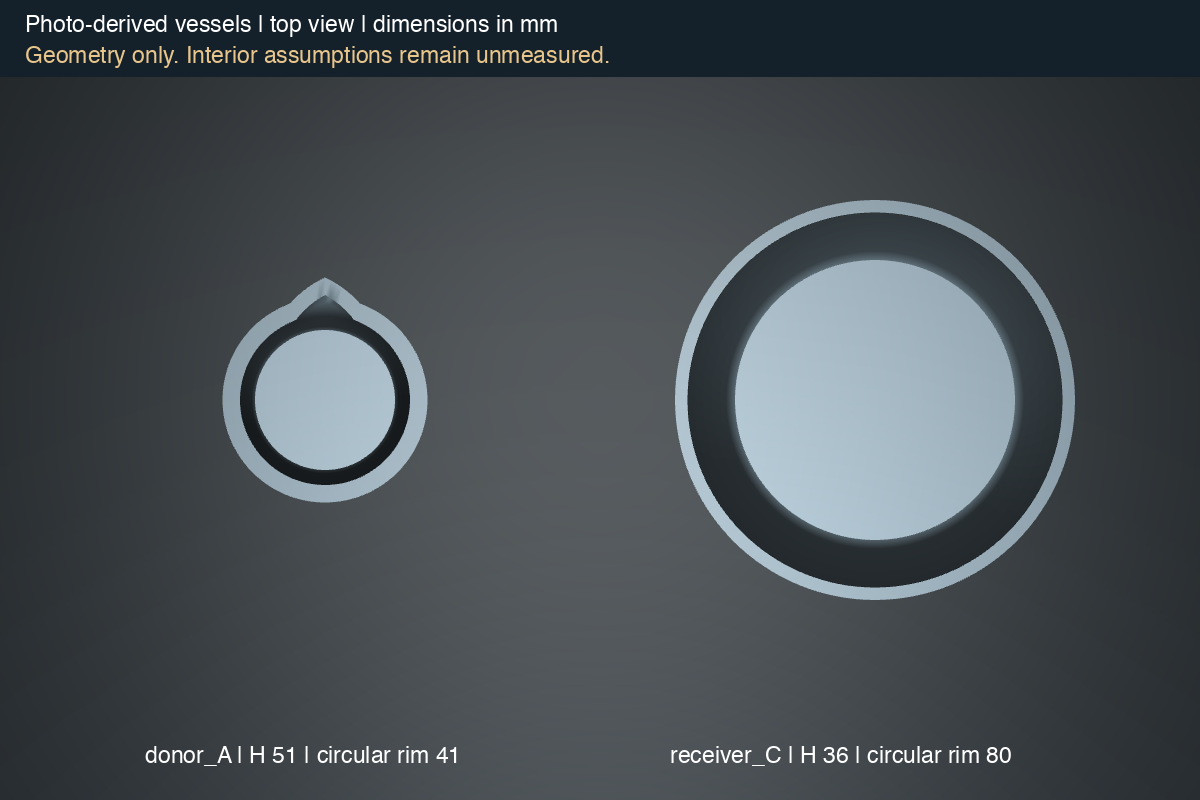 Photo-derived vessels | top view | dimensions in mm
Geometry only. Interior assumptions remain unmeasured.
donor_A | H 51 | circular rim 41
receiver_C | H 36 | circular rim 80